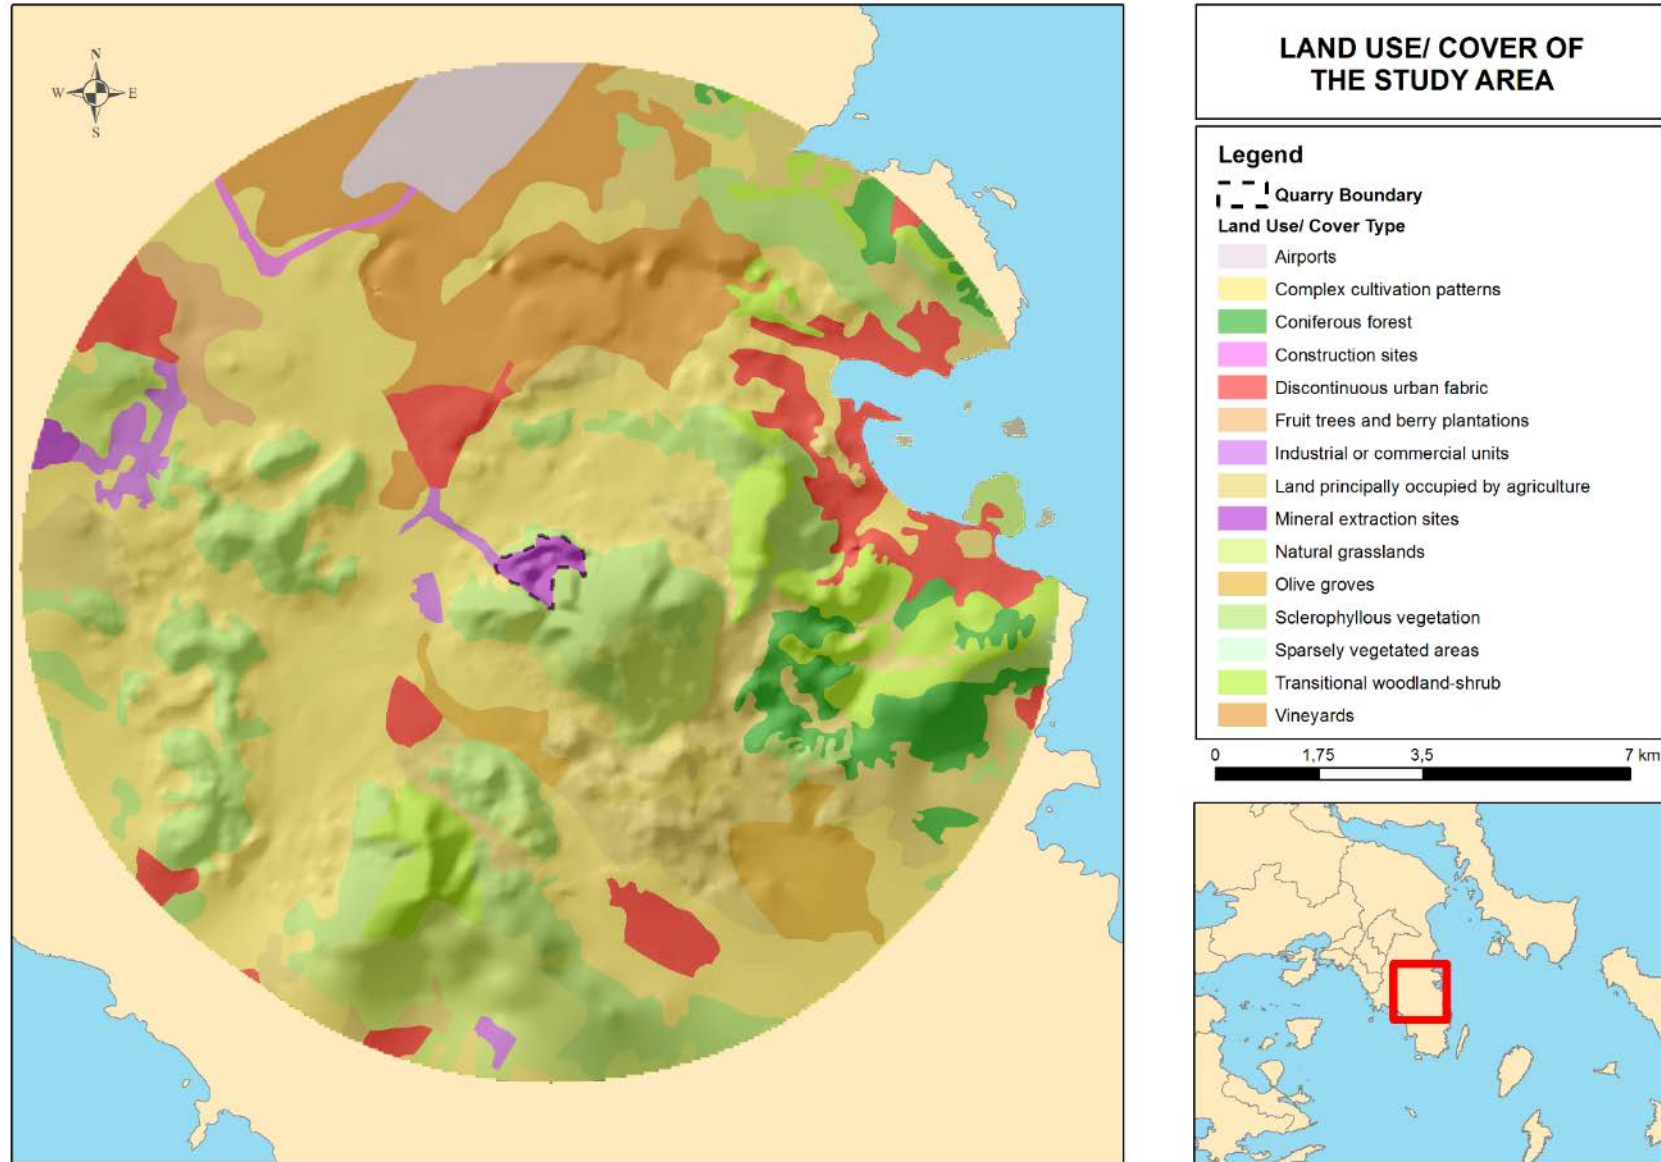 N
W E
S
LAND USE/ COVER OF
THE STUDY AREA
Legend
Quarry Boundary
Land Use/ Cover Type
Airports
Complex cultivation patterns
Coniferous forest
Construction sites
Discontinuous urban fabric
Fruit trees and berry plantations
Industrial or commercial units
Land principally occupied by agriculture
Mineral extraction sites
Natural grasslands
Olive groves
Sclerophyllous vegetation
Sparsely vegetated areas
Transitional woodland-shrub
Vineyards
0 1,75 3,5 7 km